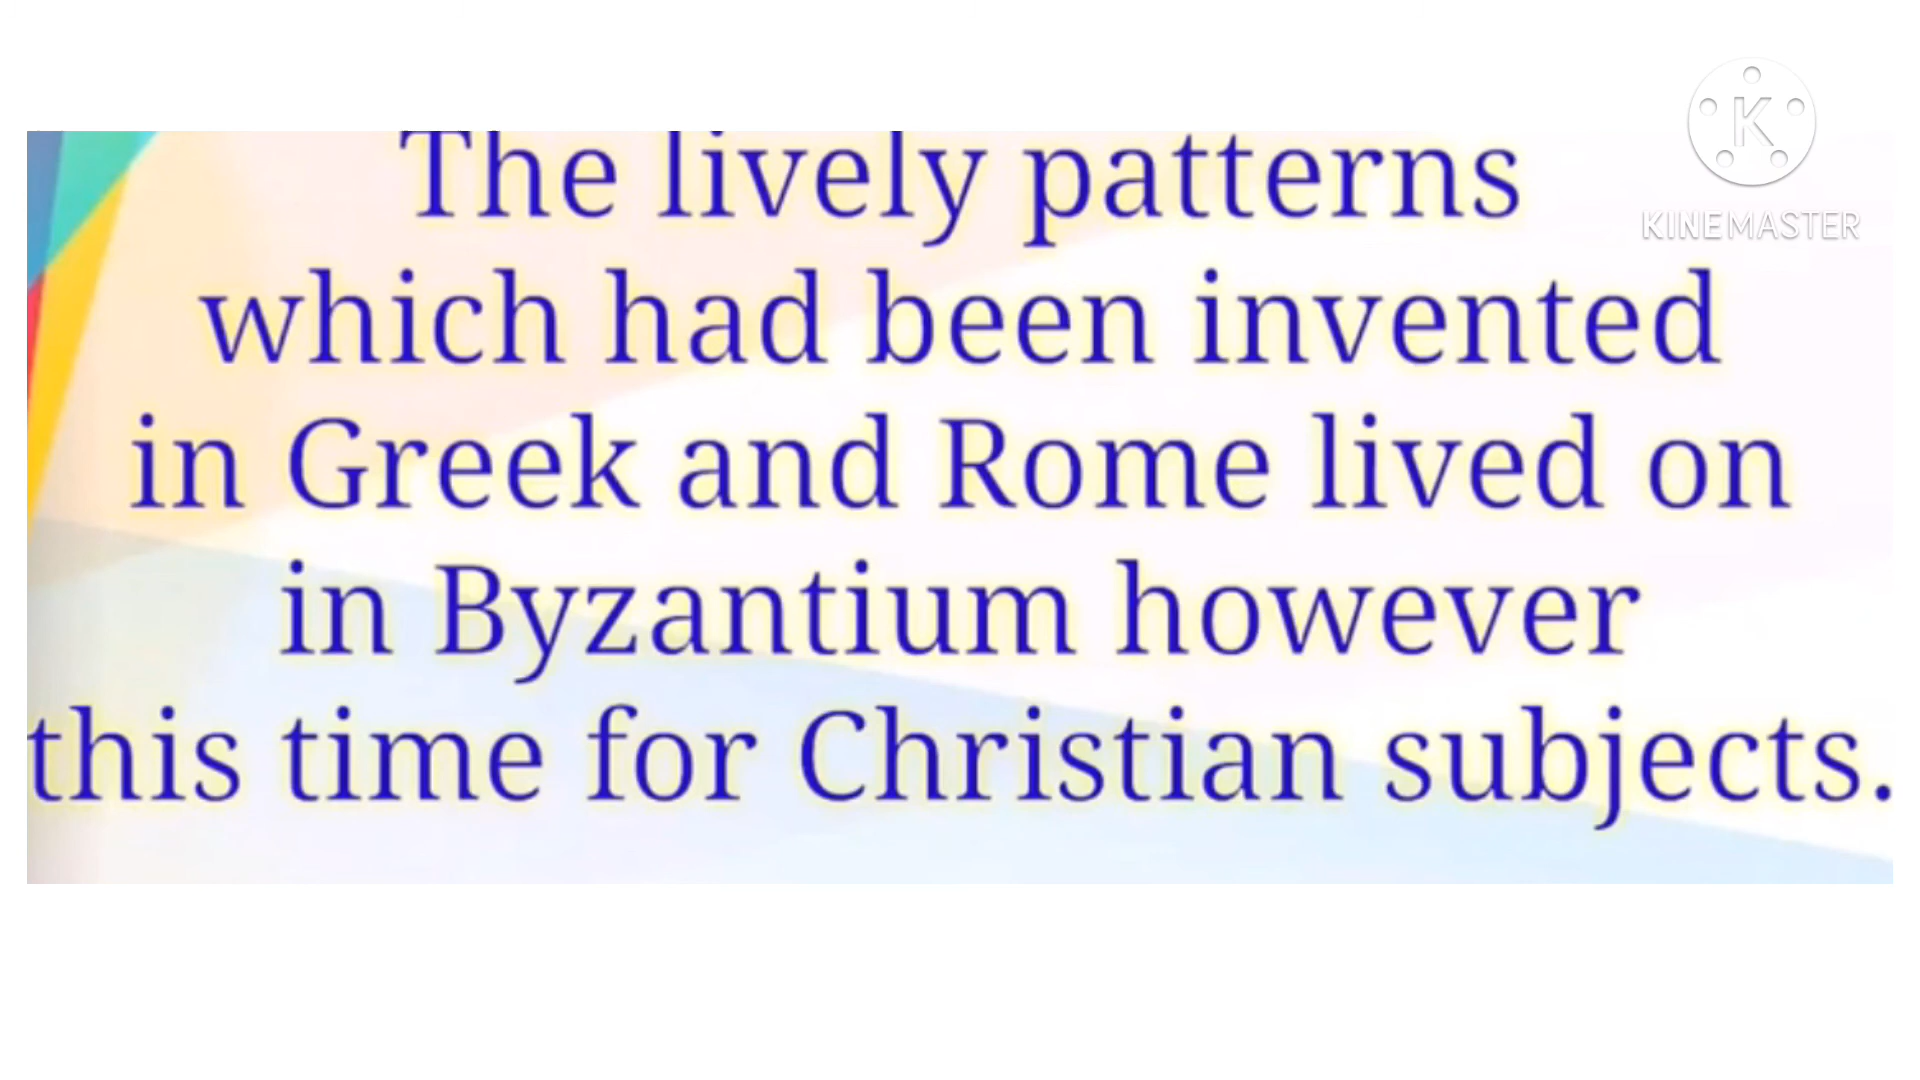 The lively patterns
which had been invented
in Greek and Rome lived on
in Byzantium however
this time for Christian subjects.
K
KINEMASTER